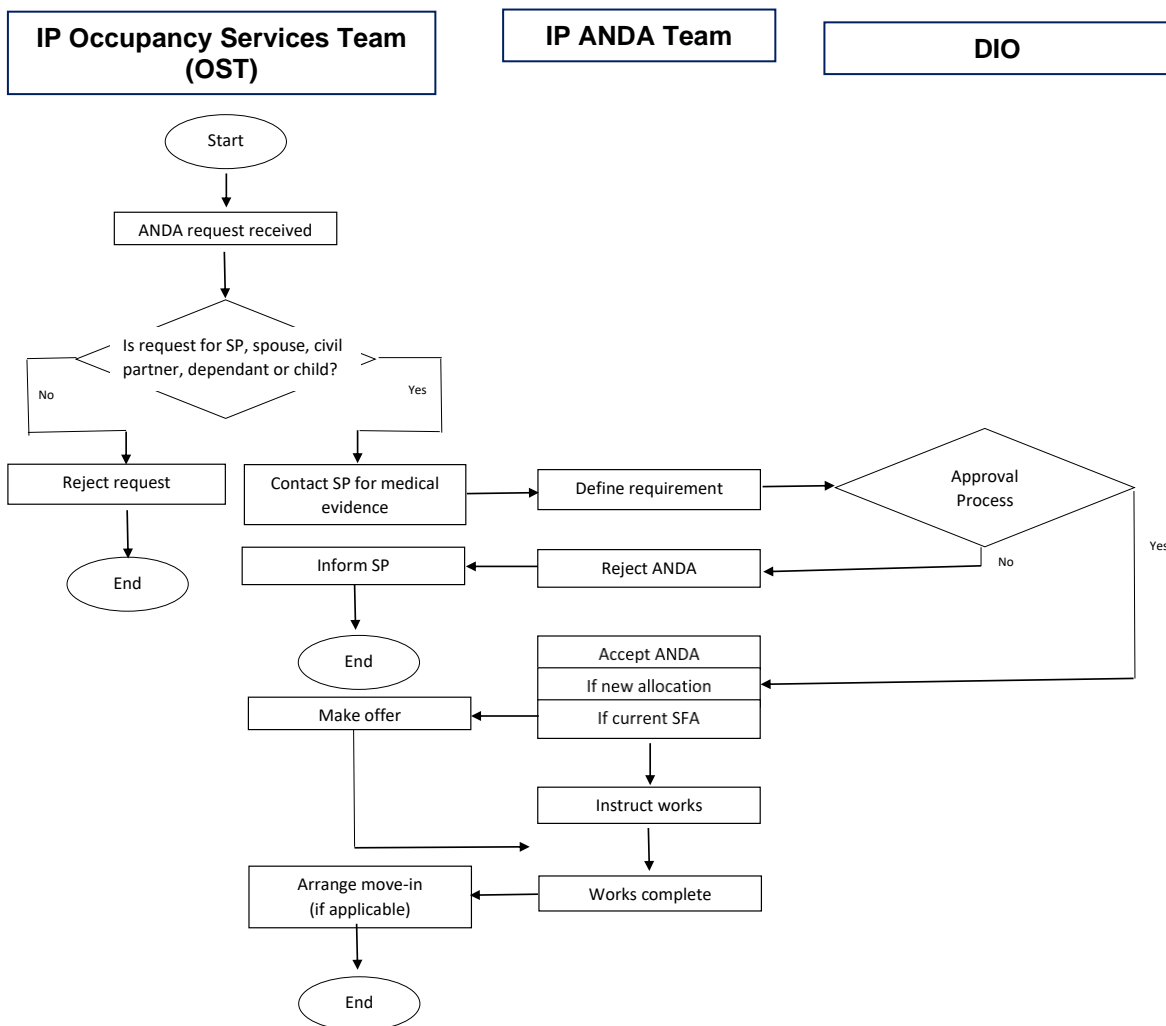 IP Occupancy Services Team
(OST)
IP ANDA Team
DIO
Start
ANDA request received
Is request for SP, spouse, civil
partner, dependant or child?
No
Yes
Reject request
Contact SP for medical
evidence
Define requirement
Approval
Process
End
Inform SP
Reject ANDA
No
Yes
End
Accept ANDA
If new allocation
Make offer
If current SFA
Instruct works
Arrange move-in
(if applicable)
Works complete
End